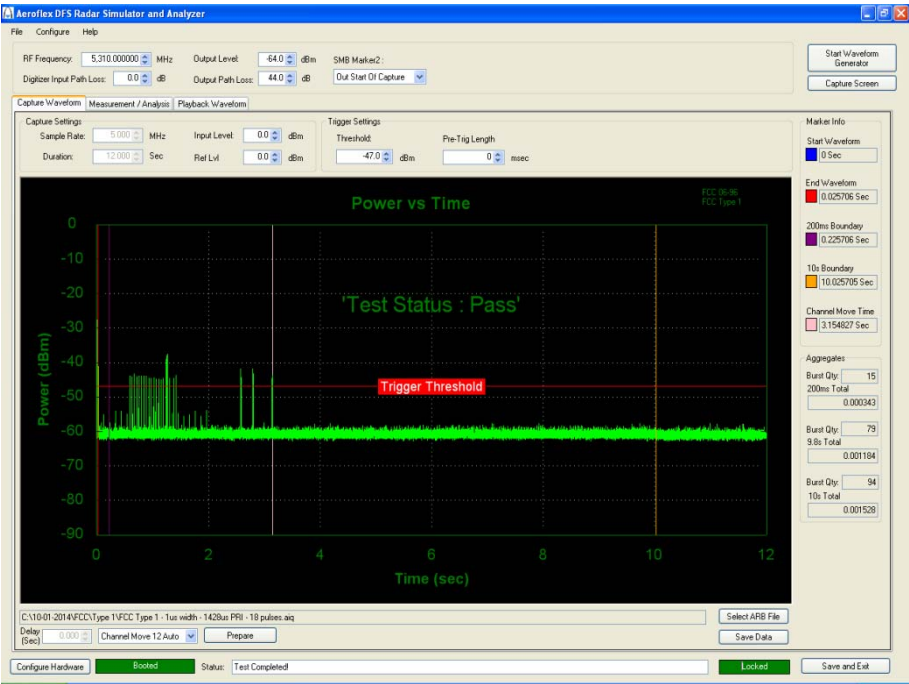 Aeroflex DFS Radar Simulator and Analyzer
File Configure Help
RF Frequency: 5,310.000000 MHz Output Level: -64.0 dBm SMB Marker2 :
Digitizer Input Path Loss: 0.0 dB Output Path Loss: 44.0 dB Out Start Of Capture
Start Waveform Generator
Capture Screen
Capture Waveform Measurement / Analysis Playback Waveform
Capture Settings
Sample Rate: 5.000 MHz Input Level: 0.0 dBm
Duration: 12.000 Sec Ref Lvl 0.0 dBm
Trigger Settings
Threshold: Pre-Trig Length
-47.0 dBm 0 msec
Marker Info
Start Waveform
0 Sec
End Waveform
0.025706 Sec
200ms Boundary
0.225706 Sec
10s Boundary
10.025705 Sec
Channel Move Time
3.154827 Sec
Aggregates
Burst Qty: 15
200ms Total
0.000343
Burst Qty: 79
9.8s Total
0.001184
Burst Qty: 94
10s Total
0.001528
Power vs Time
FCC 06-96
FCC Type 1
'Test Status : Pass'
Trigger Threshold
Power (dBm)
0
-10
-20
-30
-40
-50
-60
-70
-80
-90
0 2 4 6 8 10 12
Time (sec)
C:\10-01-2014\FCC\Type 1\FCC Type 1 - 1us width - 1428us PRI - 18 pulses.aiq
Select ARB File
Delay (Sec) 0.000 Channel Move 12 Auto Prepare
Save Data
Configure Hardware Booted Status: Test Completed! Locked Save and Exit